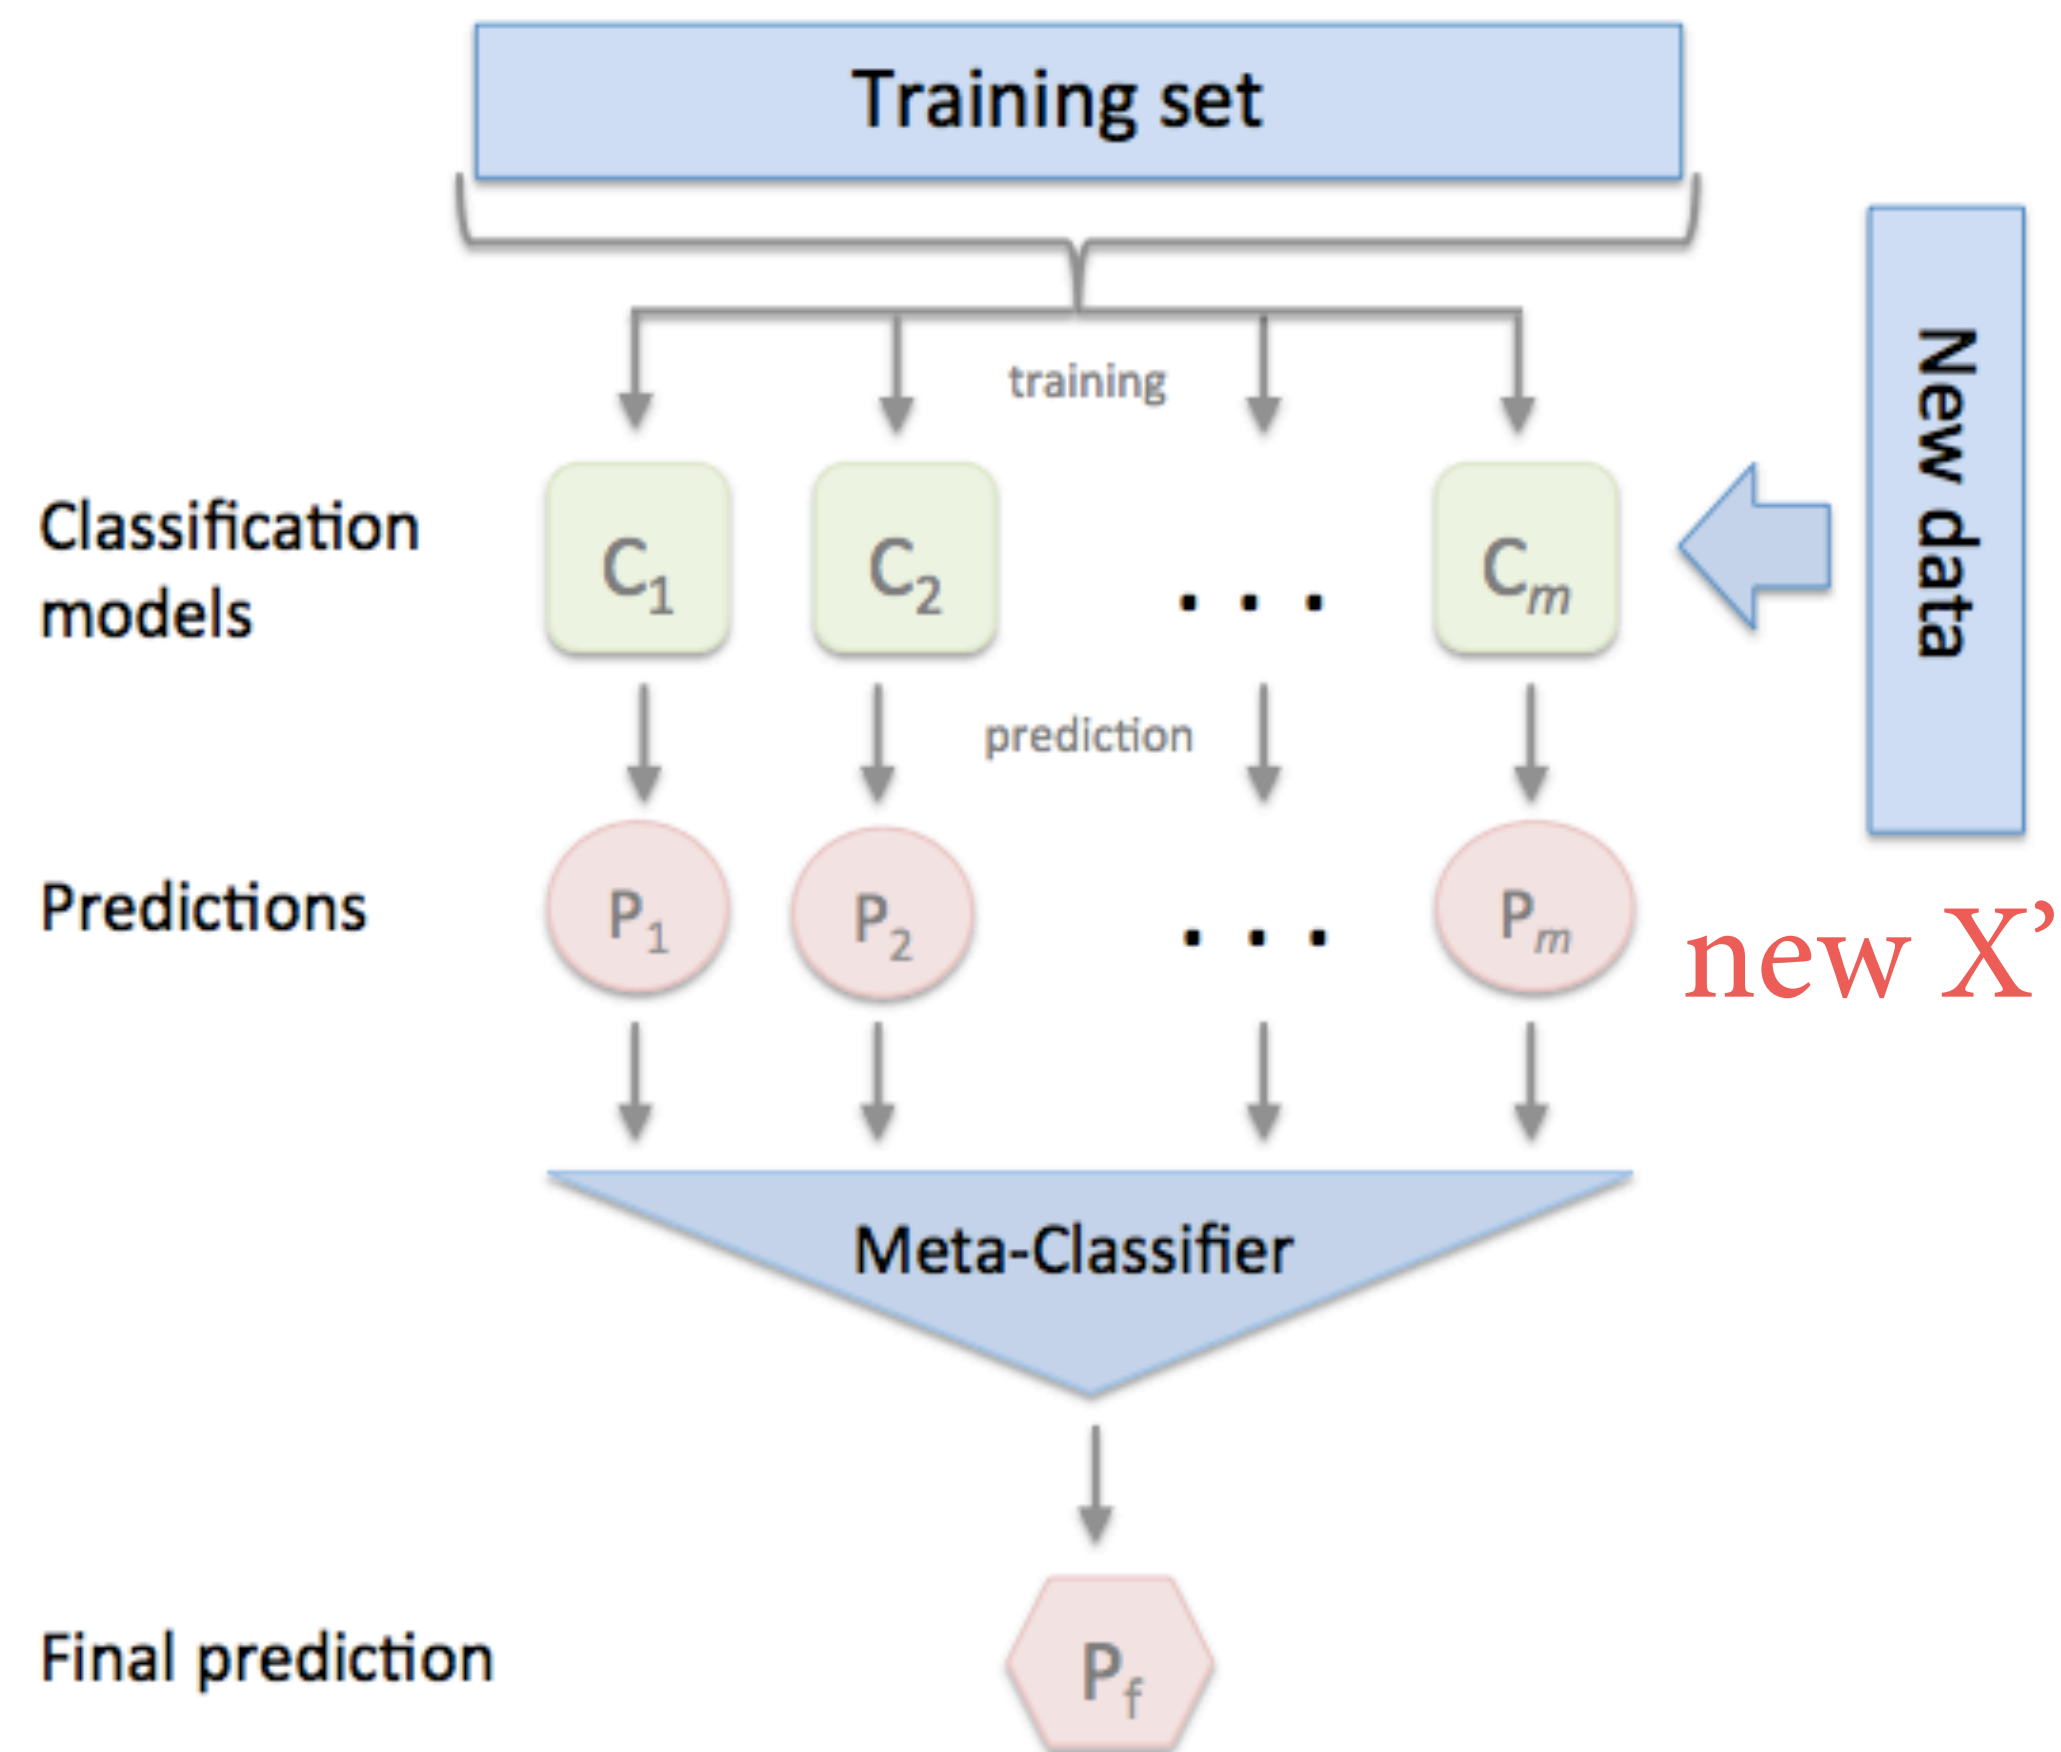 Training set
New data
training
Classification
models
C1
C2
. . .
Cm
prediction
Predictions
P1
P2
. . .
Pm
new X’
Meta-Classifier
Final prediction
Pf